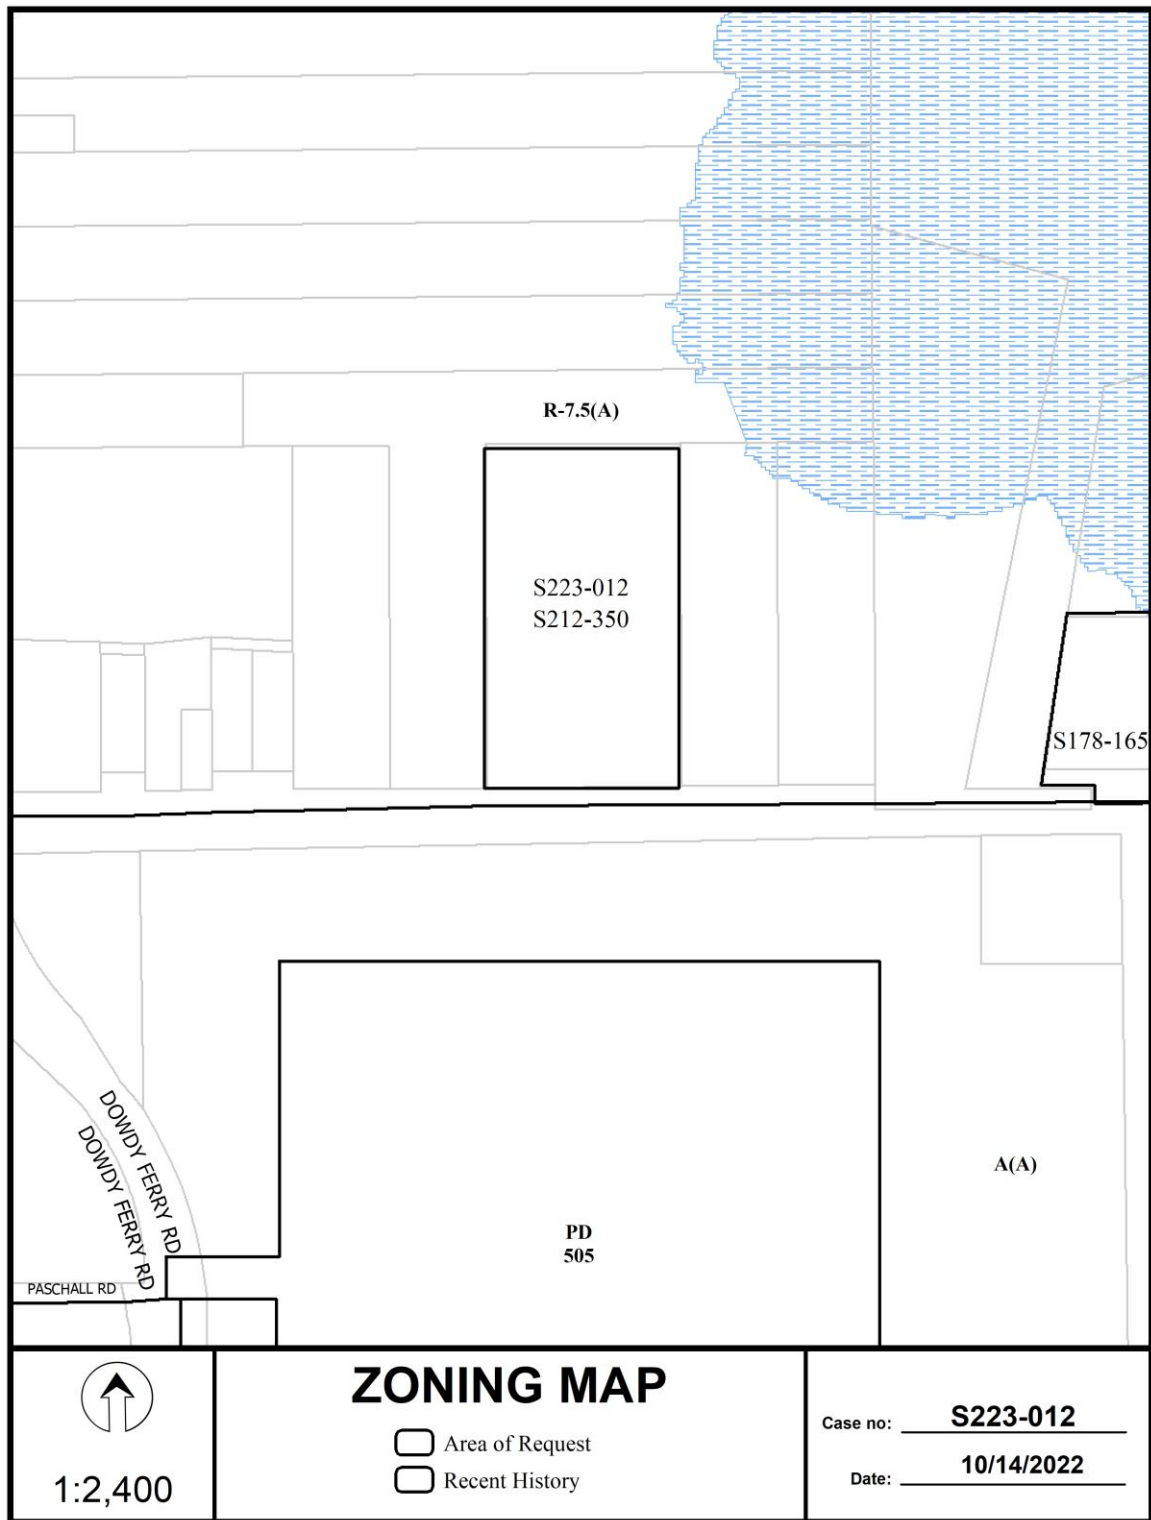 R-7.5(A)
S223-012
S212-350
S178-165
DOWDY FERRY RD
DOWDY FERRY RD
A(A)
PD
505
PASCHALL RD
ZONING MAP
Area of Request
Recent History
1:2,400
Case no: S223-012
Date: 10/14/2022